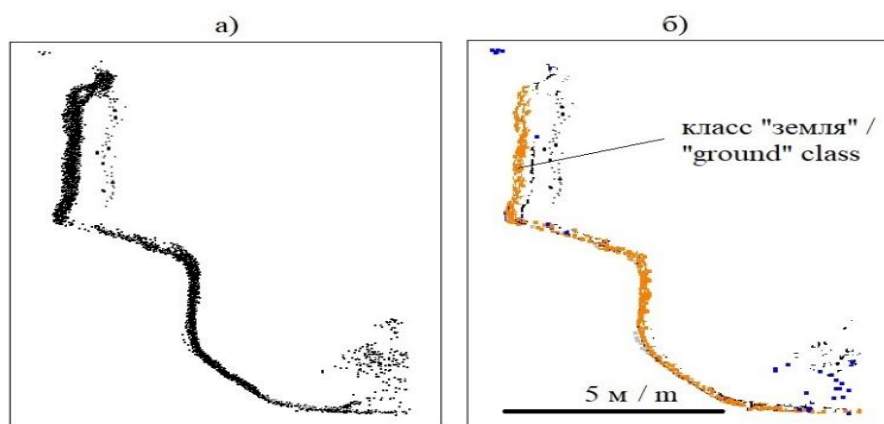 а)
б)
класс "земля" /
"ground" class
5 м / m